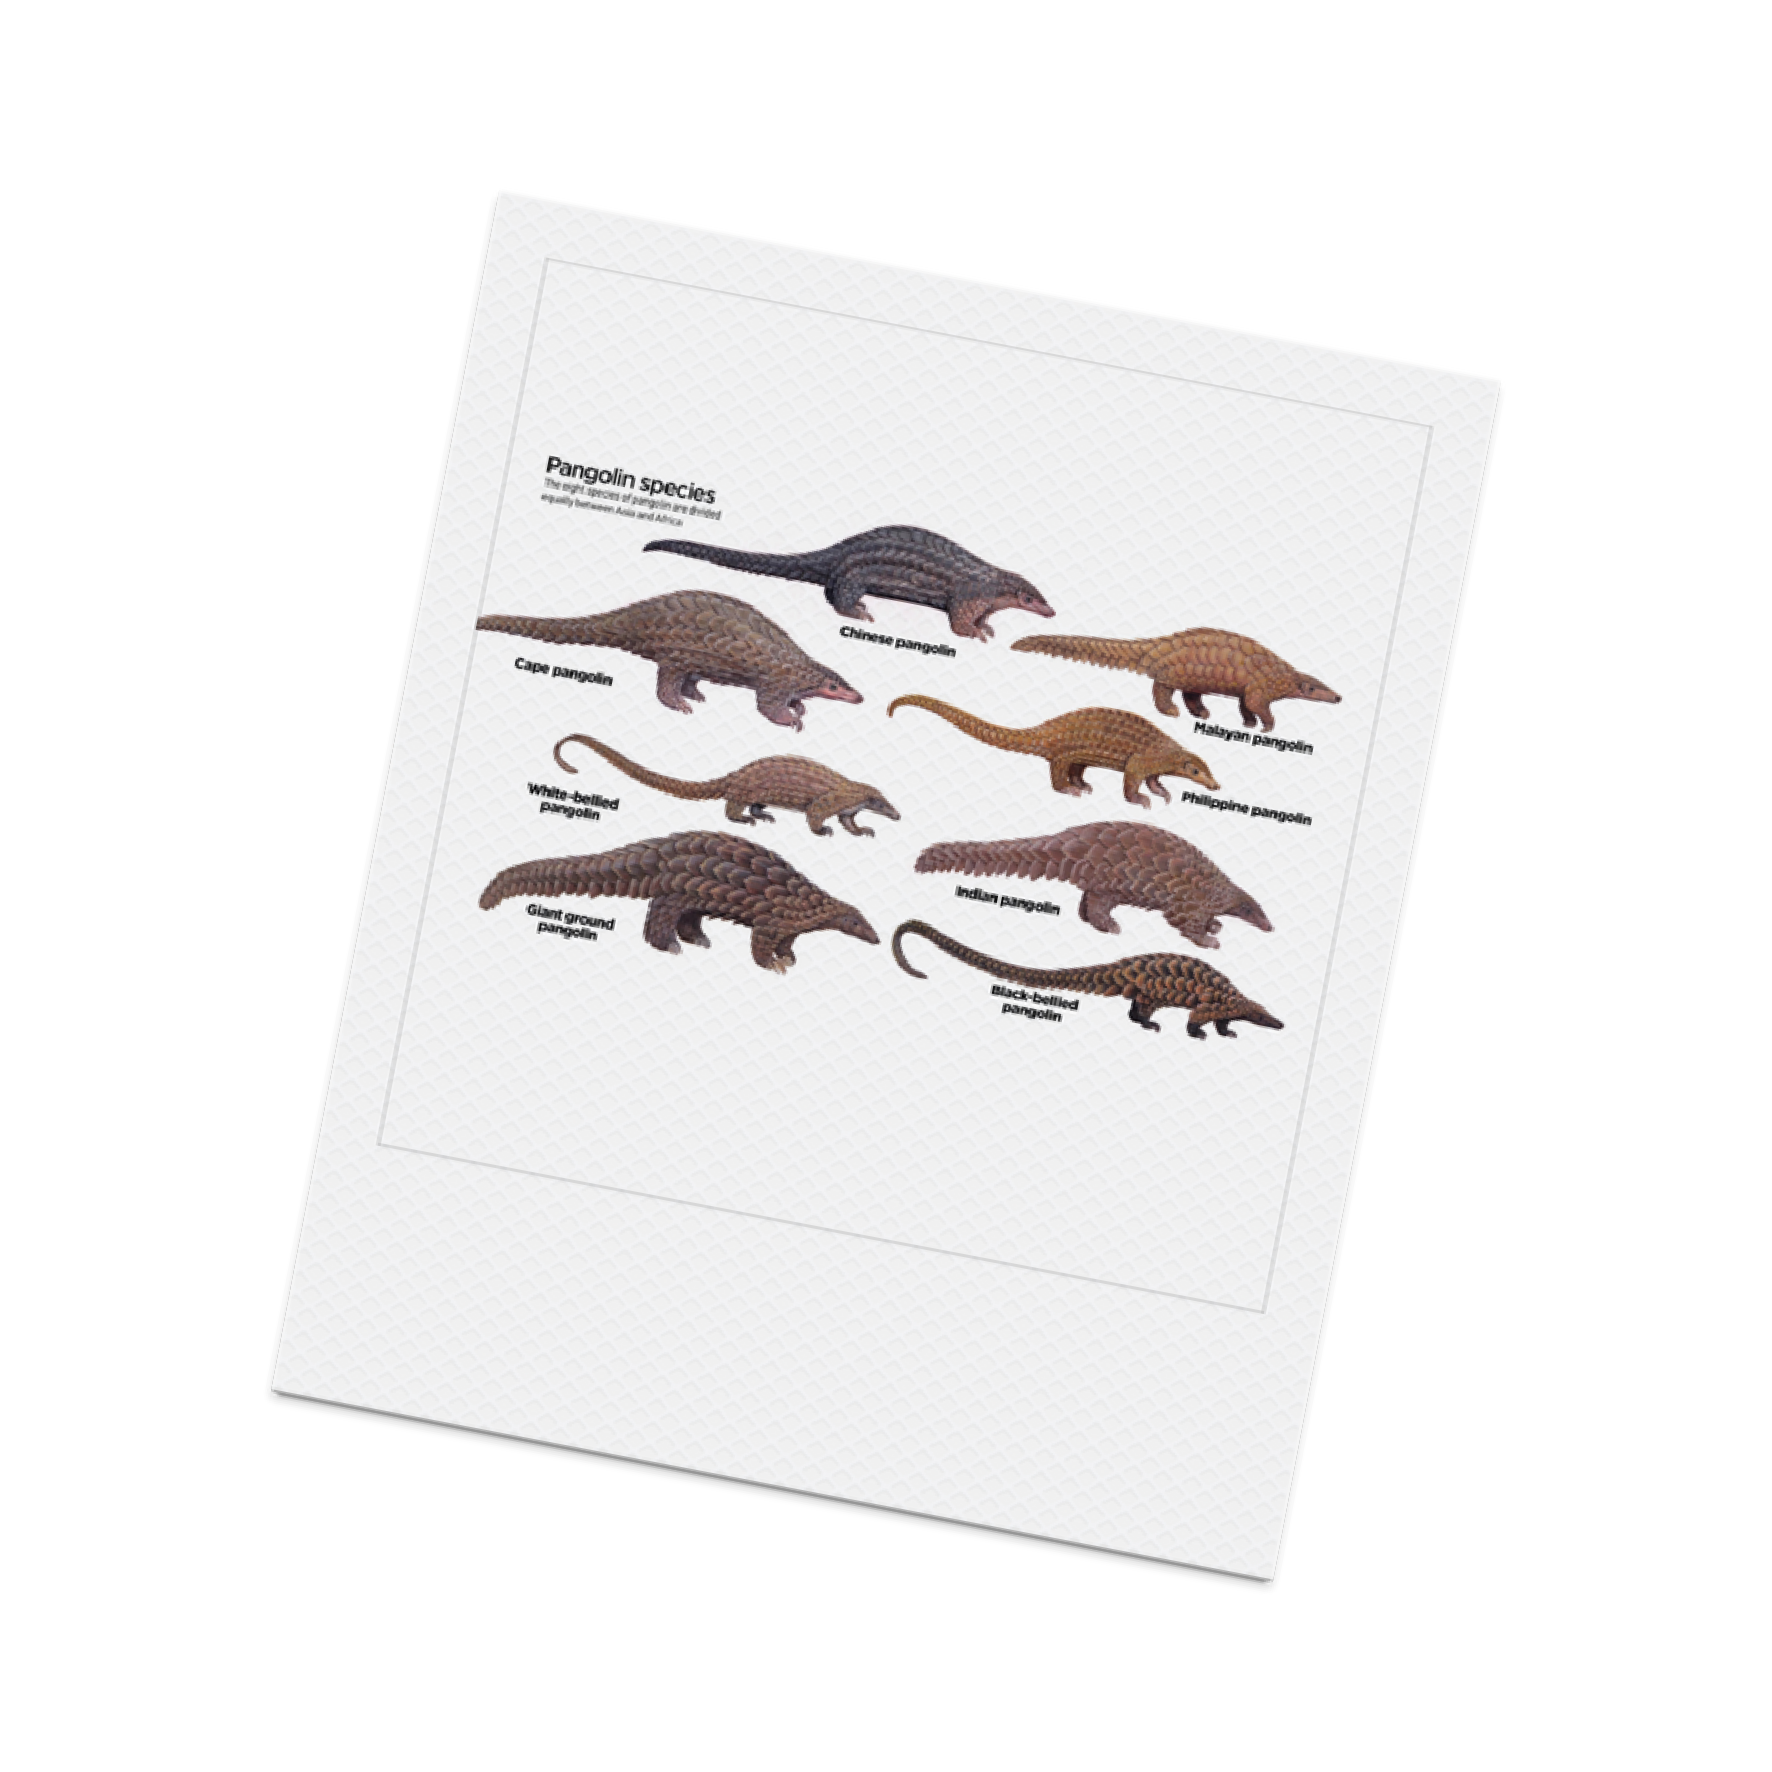 Pangolin species
The eight species of pangolin are divided
equally between Asia and Africa
Chinese pangolin
Cape pangolin
Malayan pangolin
White-bellied
pangolin
Philippine pangolin
Indian pangolin
Giant ground
pangolin
Black-bellied
pangolin